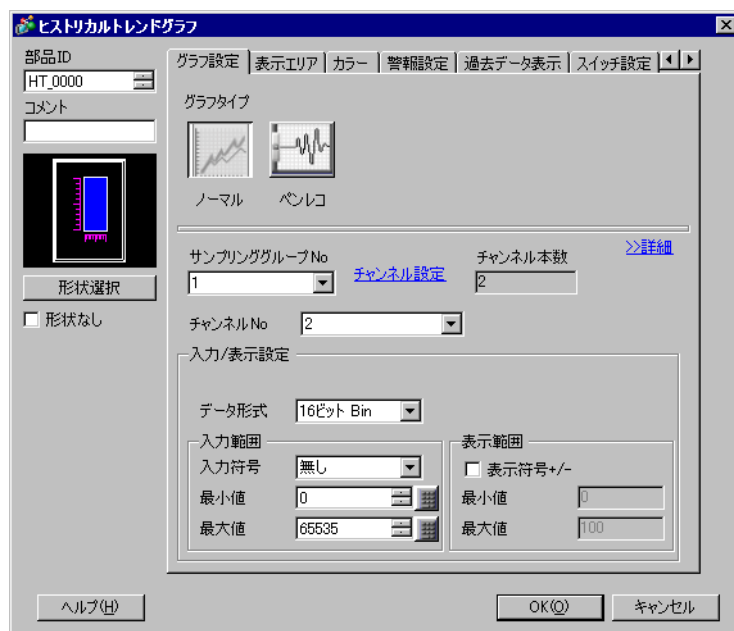 ヒストリカルトレンドグラフ
部品ID
HT_0000
コメント
形状選択
形状なし
グラフ設定 表示エリア カラー 警報設定 過去データ表示 スイッチ設定
グラフタイプ
ノーマル ペンレコ
>>詳細
サンプリンググループNo チャンネル設定 チャンネル本数
1 2
チャンネルNo 2
入力/表示設定
データ形式 16ビット Bin
入力範囲
入力符号 無し
最小値 0
最大値 65535
表示範囲
表示符号+/-
最小値 0
最大値 100
ヘルプ(H) OK(O) キャンセル